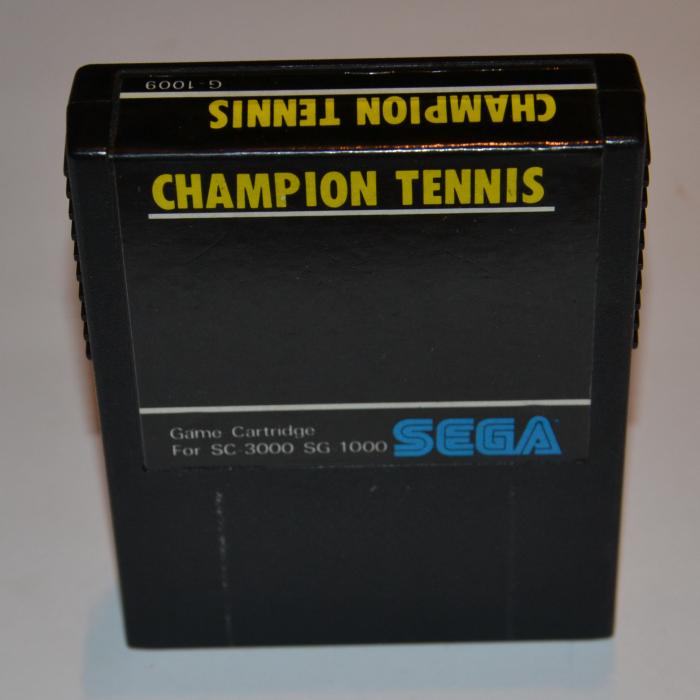 G-1009
CHAMPION TENNIS
CHAMPION TENNIS
Game Cartridge
For SC-3000 SG 1000
SEGA